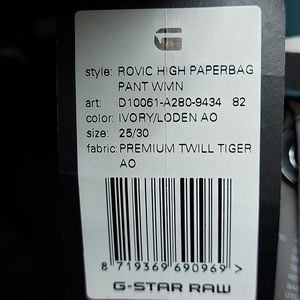 style: ROVIC HIGH PAPERBAG
PANT WMN
art: D10061-A280-9434 82
color: IVORY/LODEN AO
size: 25/30
fabric: PREMIUM TWILL TIGER
AO
8 719369 690969 >
G-STAR RAW